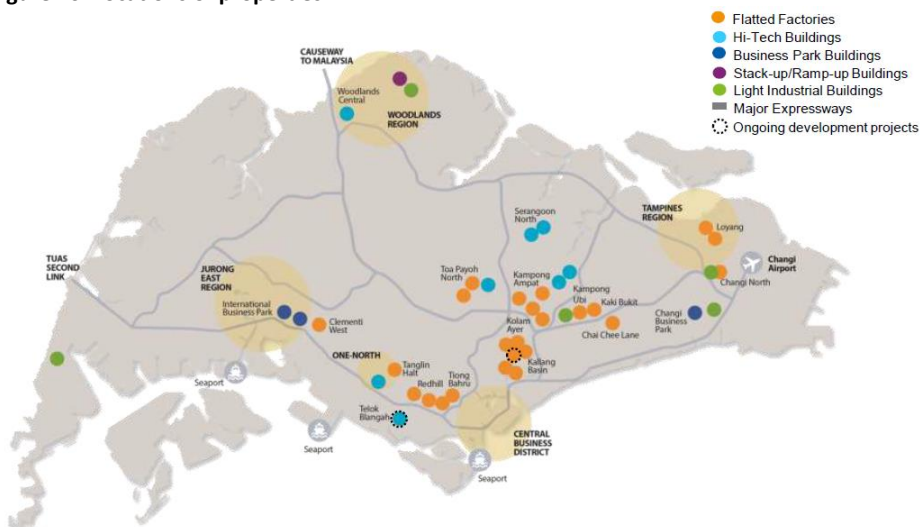 Flatted Factories
Hi-Tech Buildings
Business Park Buildings
Stack-up/Ramp-up Buildings
Light Industrial Buildings
Major Expressways
Ongoing development projects
CAUSEWAY
TO MALAYSIA
Woodlands
Central
WOODLANDS
REGION
Serangoon
North
TAMPINES
REGION
Loyang
TUAS
SECOND
LINK
JURONG
EAST
REGION
International
Business Park
Clementi
West
Toa Payoh
North
Kampong
Ampat
Kampong
Ubi
Kaki Bukit
Changi
Airport
Changi North
Changi
Business
Park
Chai Chee Lane
Kolam
Ayer
Kallang
Basin
ONE-NORTH
Tanglin
Halt
Redhill
Tiong
Bahru
Telok
Blangah
Seaport
Seaport
CENTRAL
BUSINESS
DISTRICT
Seaport